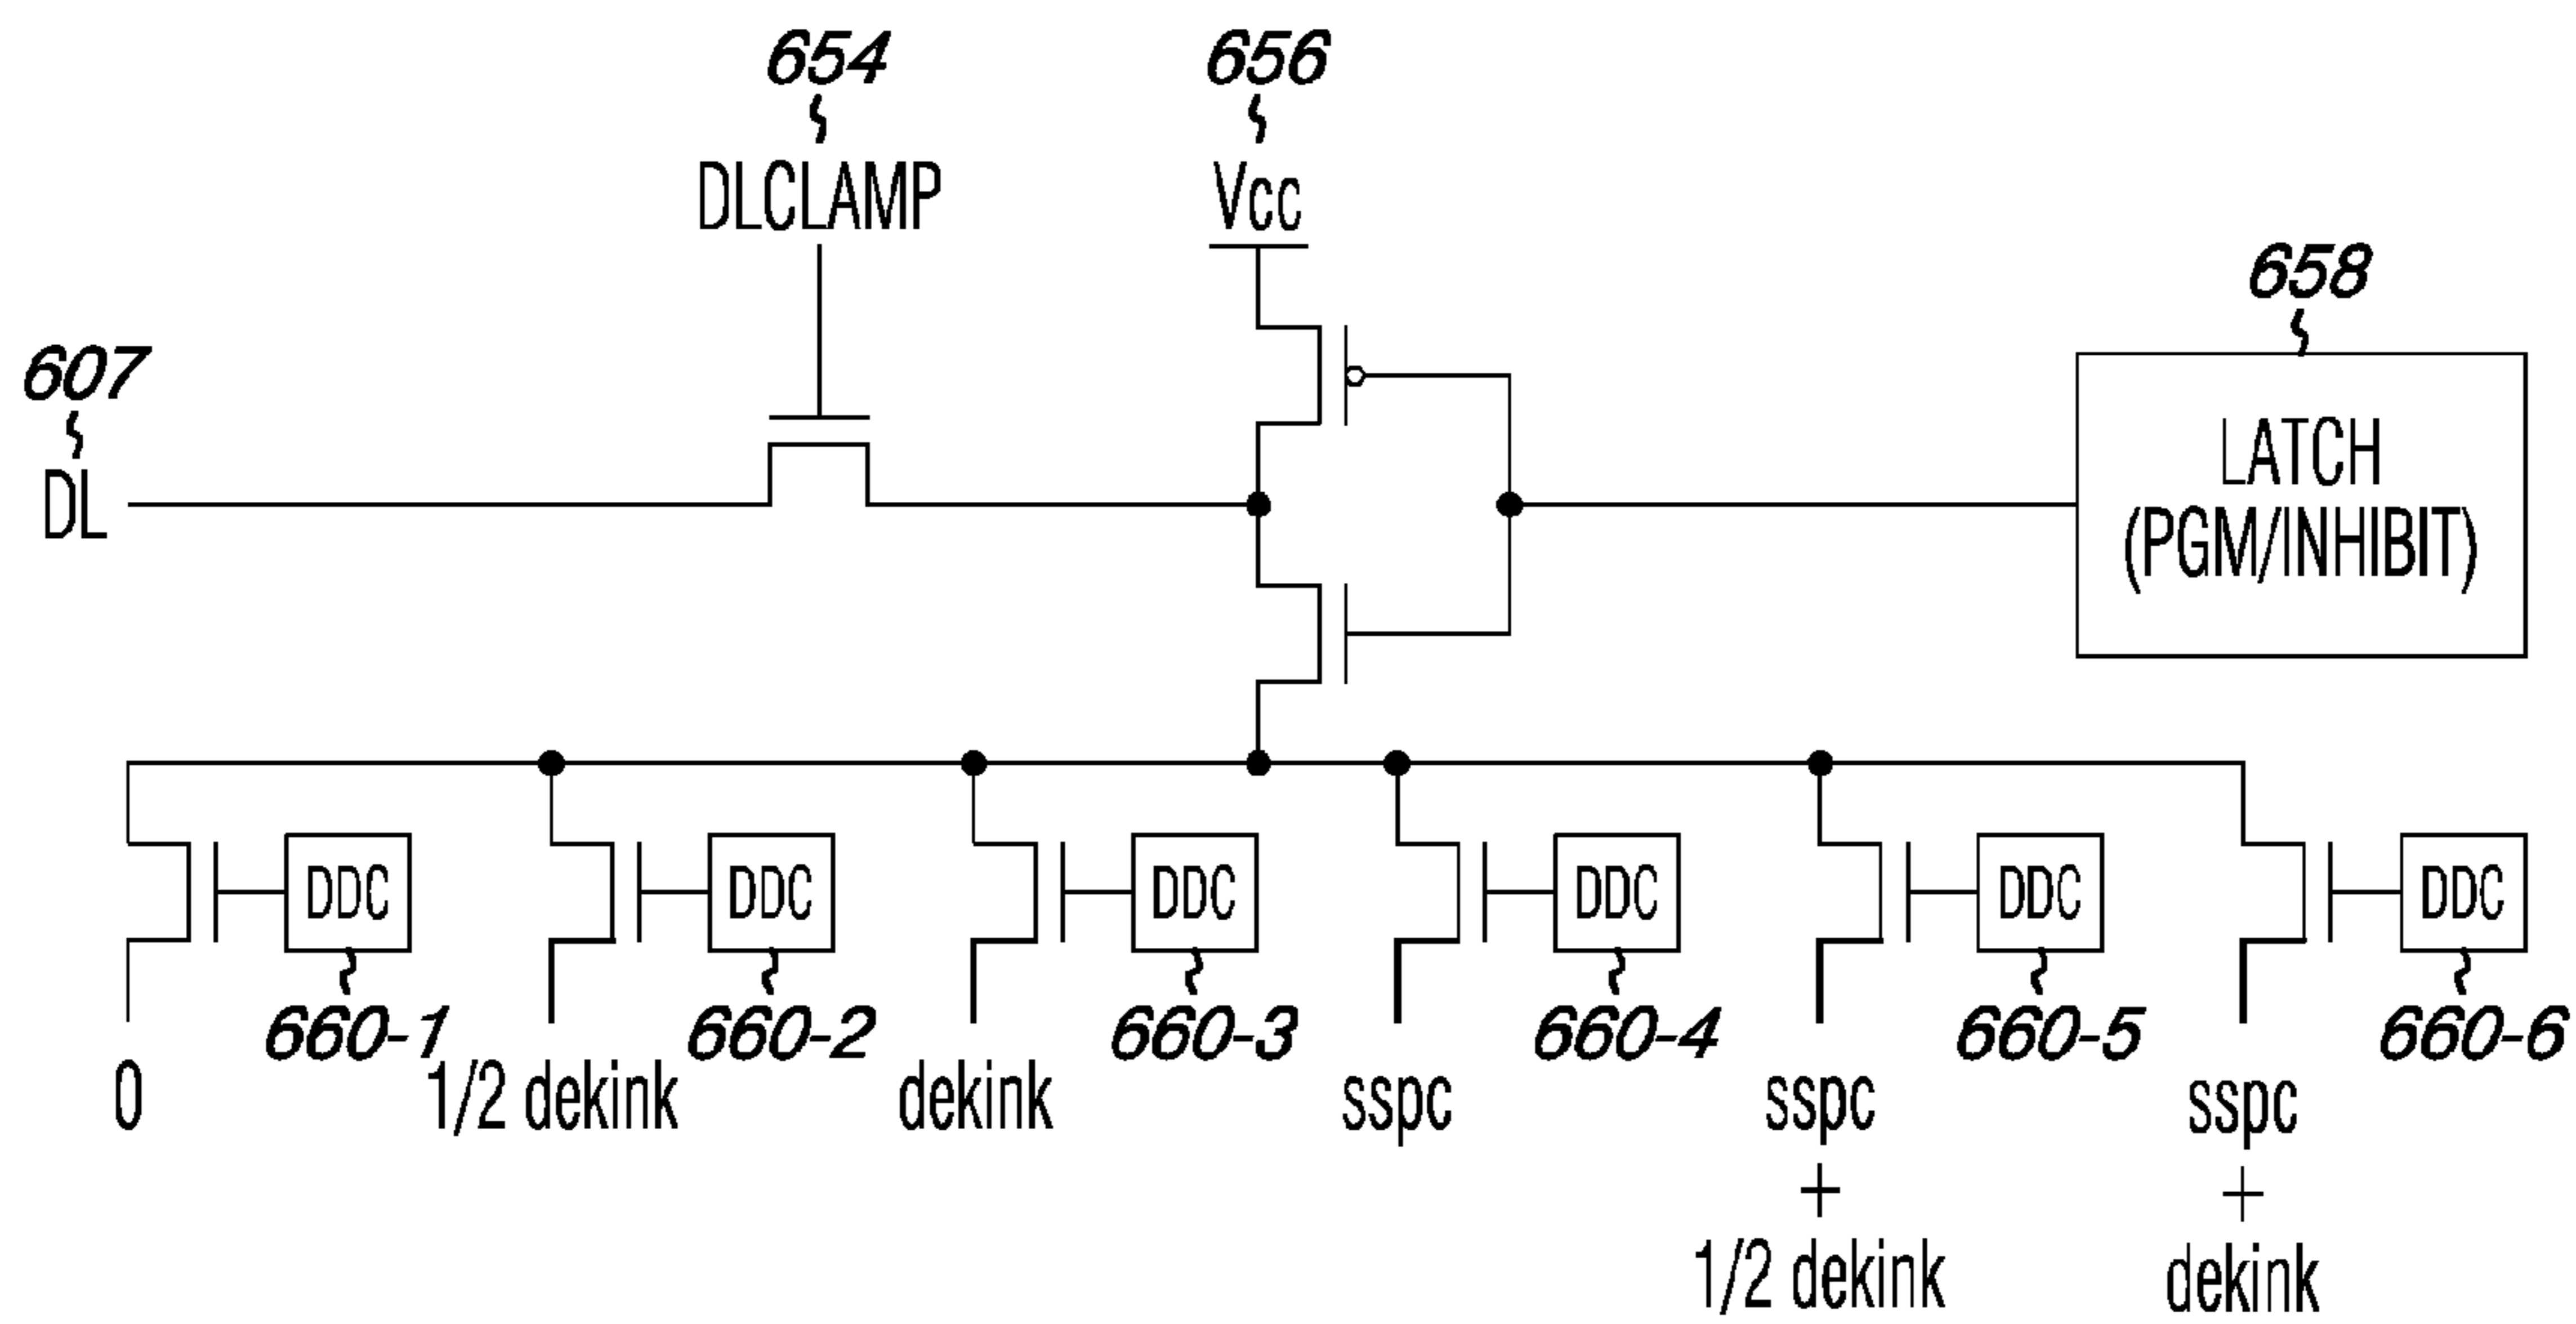 654
656
DLCLAMP
Vcc
658
607
DL
LATCH
(PGM/INHIBIT)
DDC DDC DDC DDC DDC DDC
660-1 660-2 660-3 660-4 660-5 660-6
0 1/2 dekink dekink sspc sspc sspc
+ +
1/2 dekink dekink